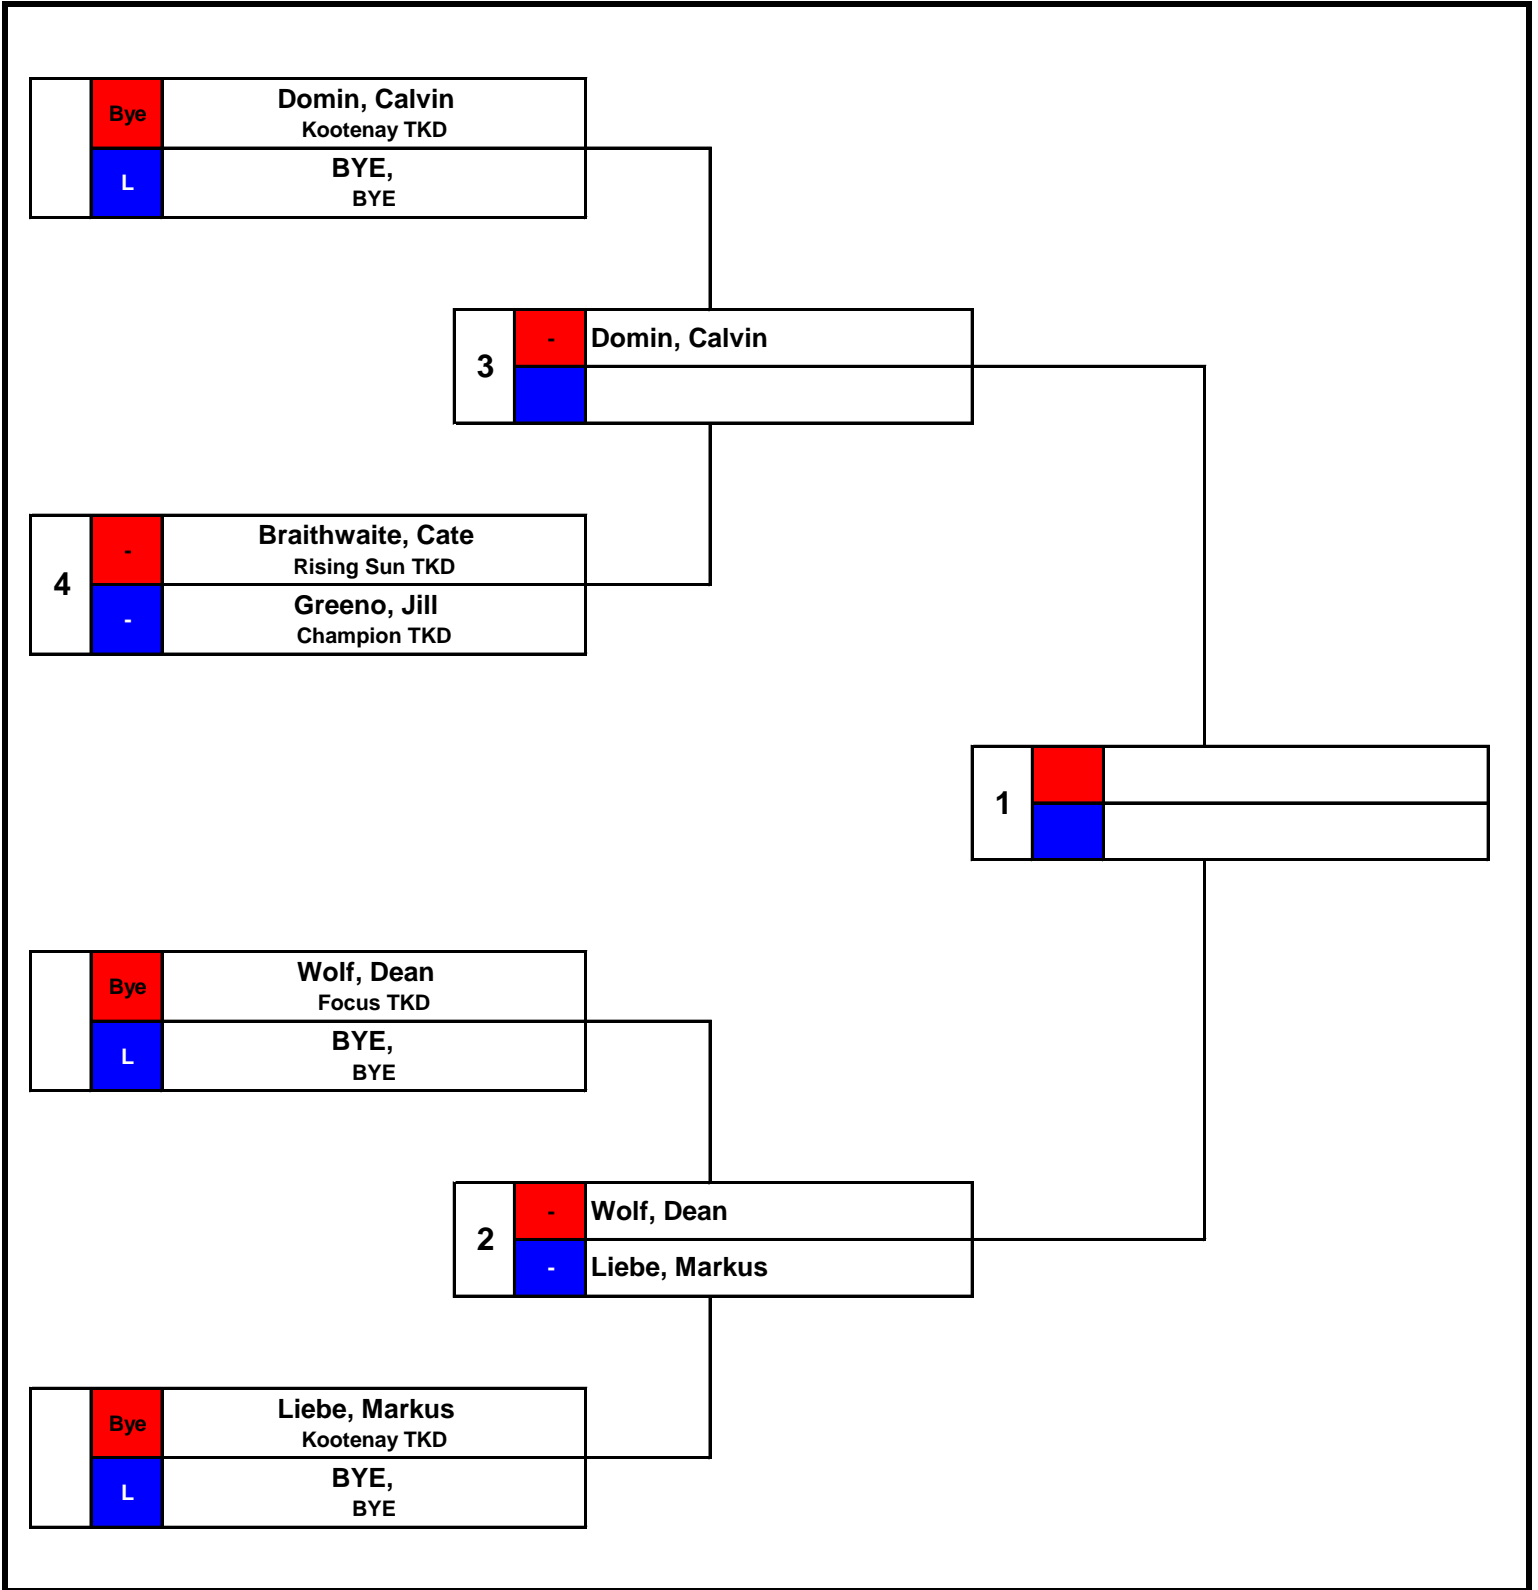 Bye
Domin, Calvin
Kootenay TKD
L
BYE,
BYE
3
-
Domin, Calvin
4
-
Braithwaite, Cate
Rising Sun TKD
-
Greeno, Jill
Champion TKD
1
Bye
Wolf, Dean
Focus TKD
L
BYE,
BYE
2
-
Wolf, Dean
-
Liebe, Markus
Bye
Liebe, Markus
Kootenay TKD
L
BYE,
BYE